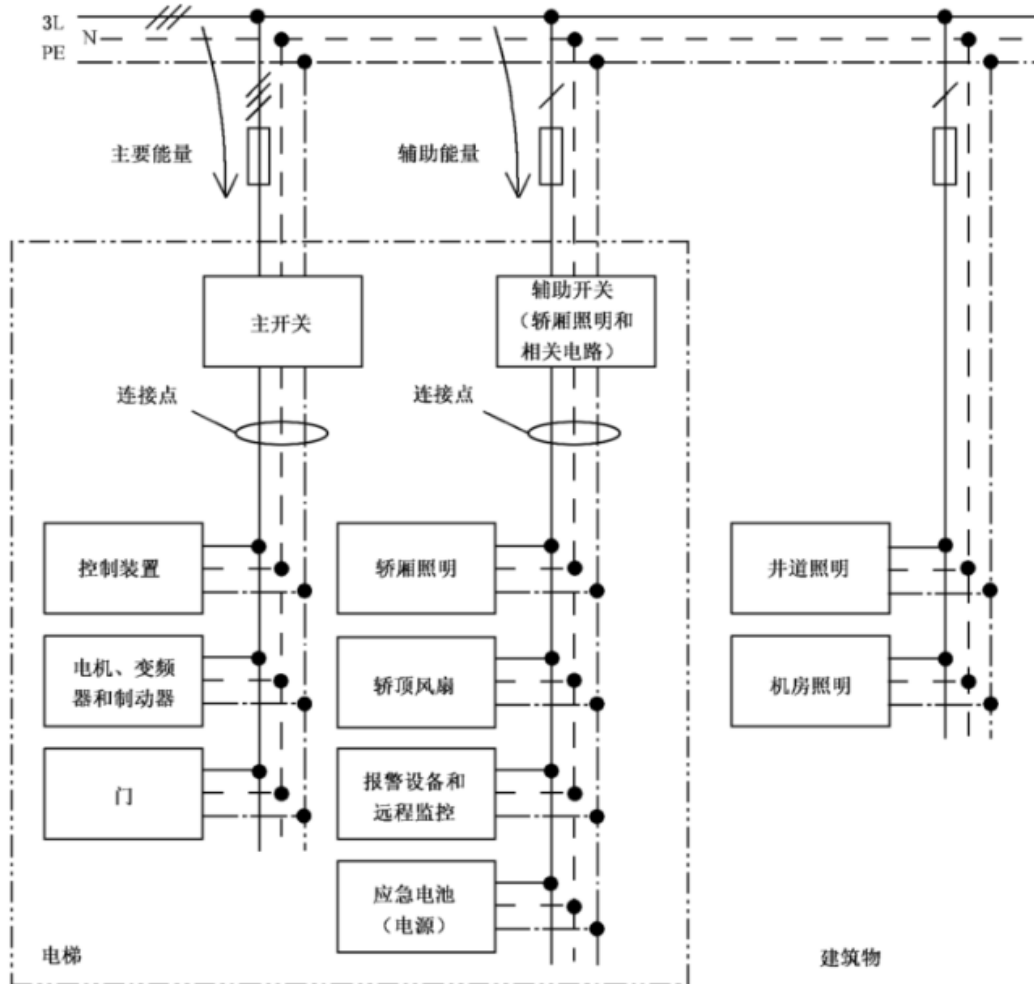 3L
N
PE
主要能量
辅助能量
主开关
辅助开关
（轿厢照明和
相关电路）
连接点
连接点
控制装置
轿厢照明
井道照明
电机、变频
器和制动器
轿顶风扇
机房照明
门
报警设备和
远程监控
应急电池
（电源）
电梯
建筑物